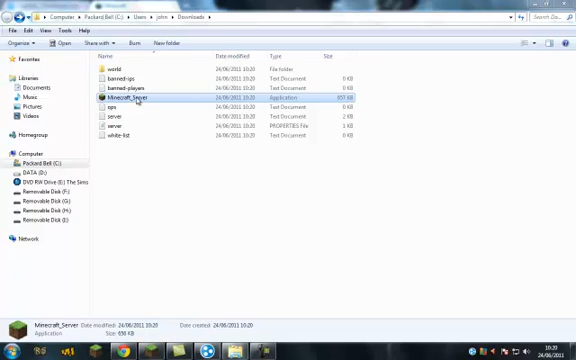 Computer ▸ Packard Bell (C:) ▸ Users ▸ john ▸ Downloads ▸
File Edit View Tools Help
Organize Open Share with Burn New folder
Name Date modified Type Size
world 24/06/2011 10:20 File folder
banned-ips 24/06/2011 10:20 Text Document 0 KB
banned-players 24/06/2011 10:20 Text Document 0 KB
Minecraft_Server 24/06/2011 10:20 Application 657 KB
ops 24/06/2011 10:20 Text Document 0 KB
server 24/06/2011 10:20 Text Document 2 KB
server 24/06/2011 10:20 PROPERTIES File 1 KB
white-list 24/06/2011 10:20 Text Document 0 KB
Favorites
Libraries
Documents
Music
Pictures
Videos
Homegroup
Computer
Packard Bell (C:)
DATA (D:)
DVD RW Drive (E:) The Sims
Removable Disk (F:)
Removable Disk (G:)
Removable Disk (H:)
Removable Disk (I:)
Network
Minecraft_Server Date modified: 24/06/2011 10:20 Date created: 24/06/2011 10:20
Application Size: 656 KB
10:20
24/06/2011